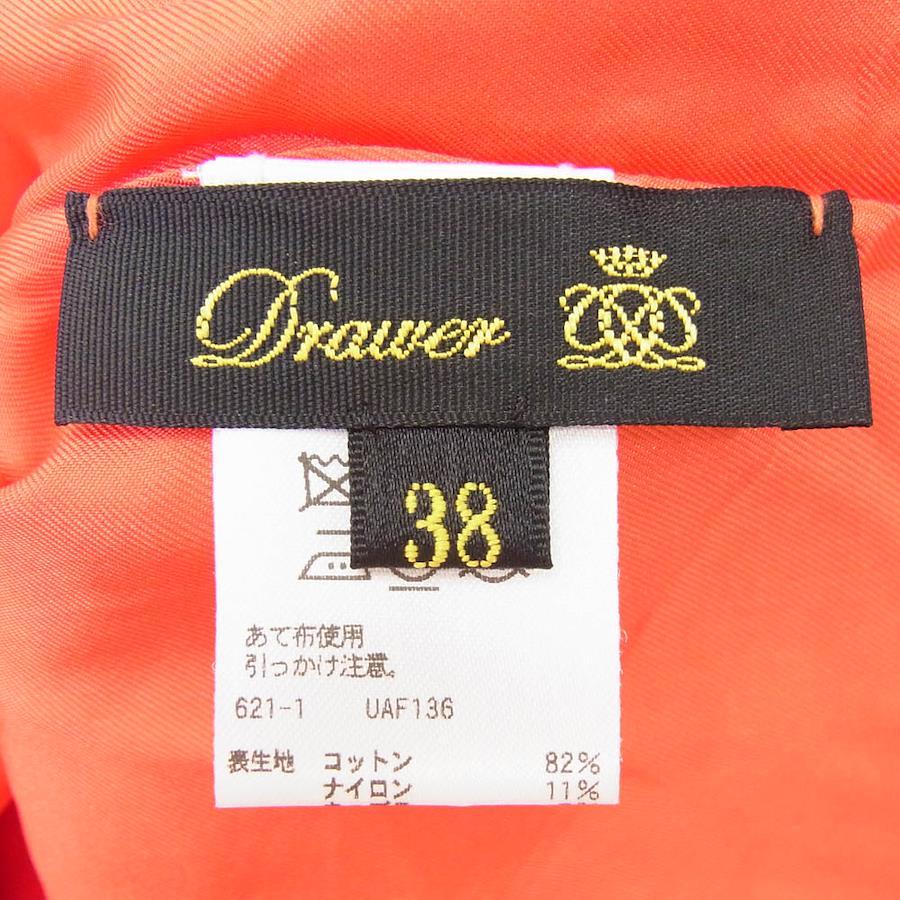 Drawer
38
あて布使用
引っかけ注意。
621-1 UAF136
表生地 コットン 82%
ナイロン 11%